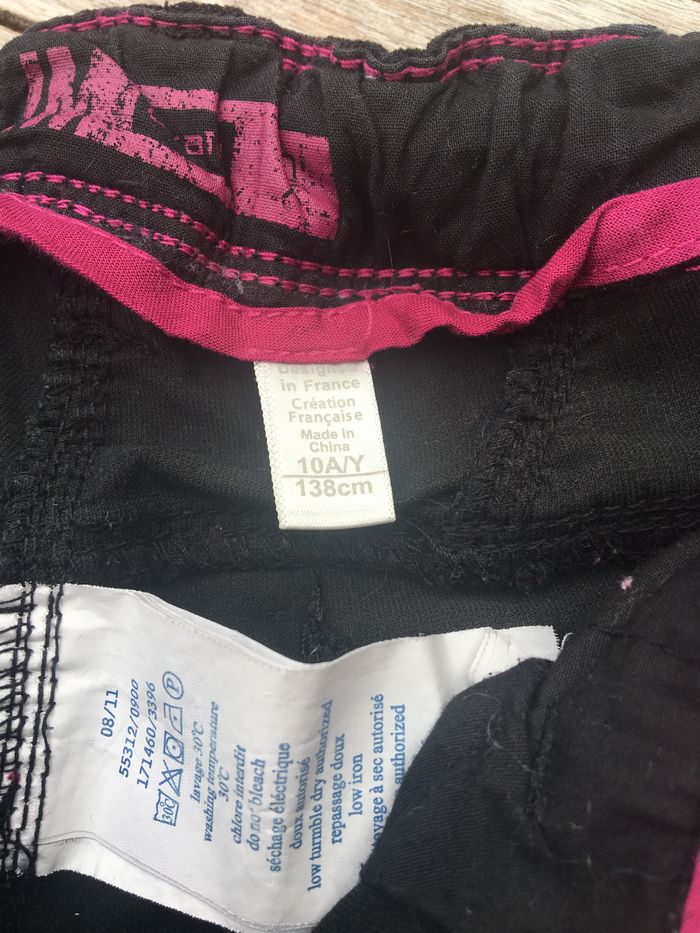 Designed
in France
Création
Française
Made in
China
10A/Y
138cm
08/11
55312/0900
171460/3396
30°C
P
lavage 30°C
washing temperature
30°C
chlore interdit
do not bleach
séchage électrique
doux autorisé
low tumble dry authorized
repassage doux
low iron
à sec autorisé
authorized